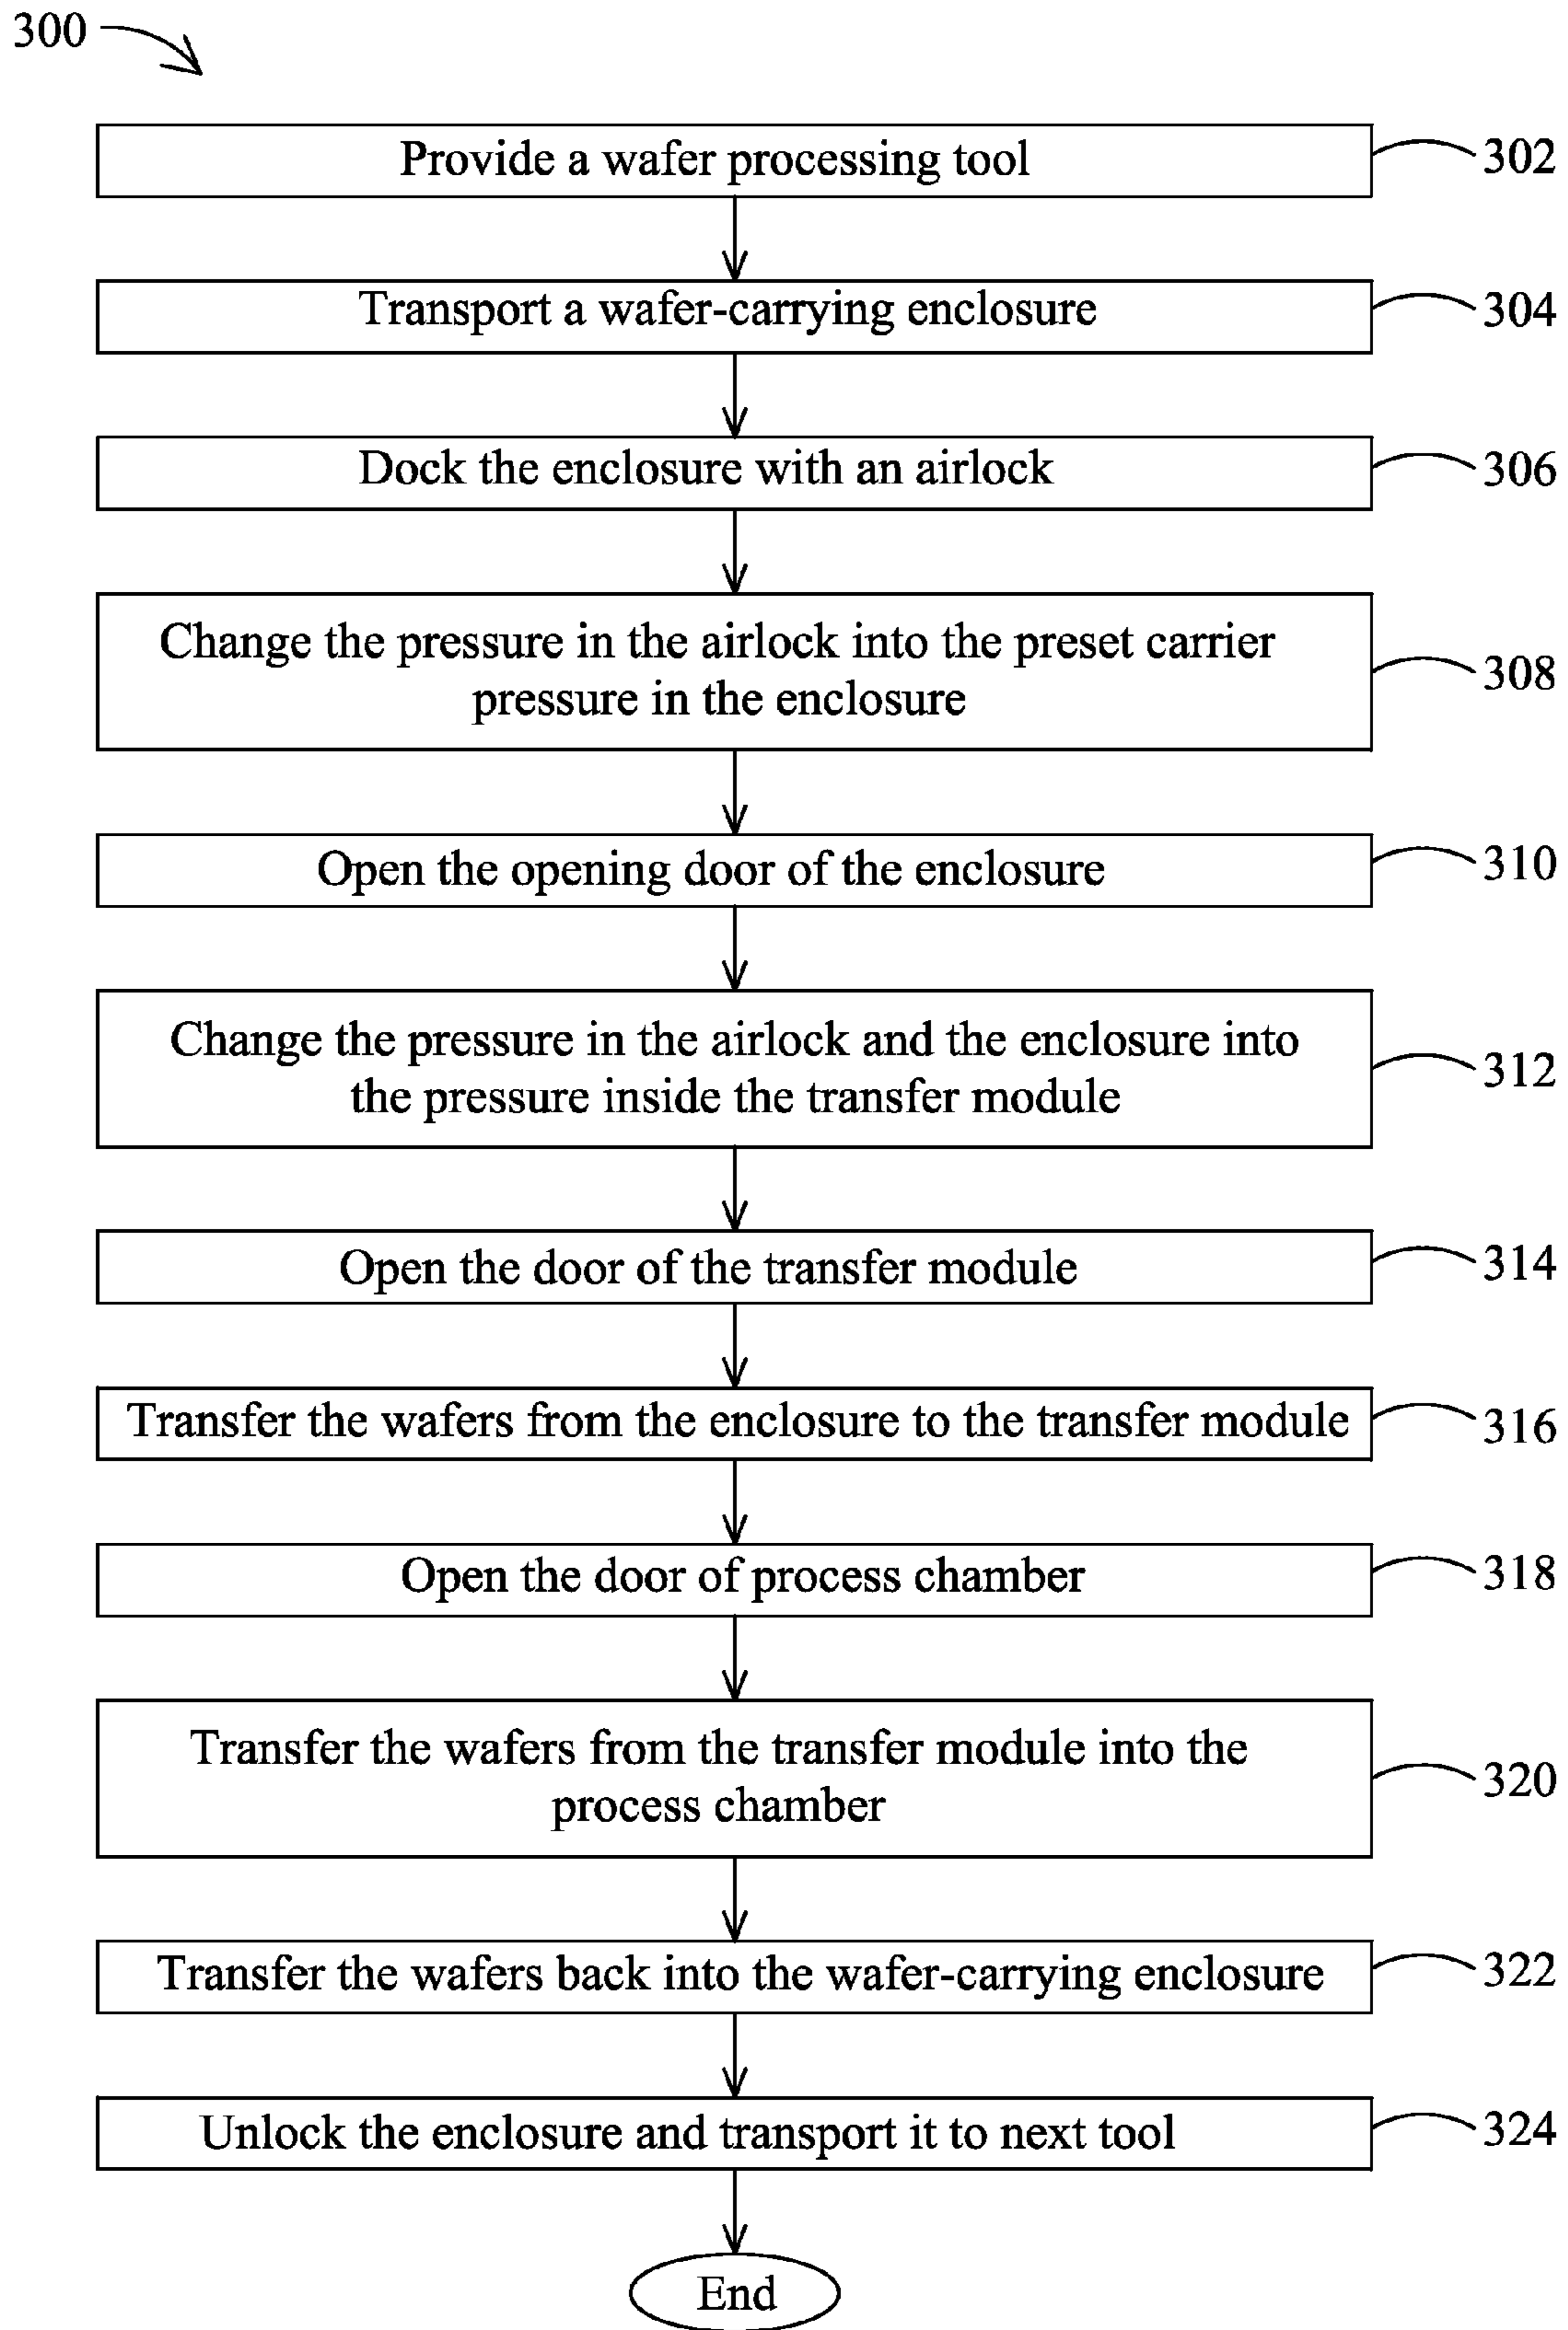 300
Provide a wafer processing tool
302
Transport a wafer-carrying enclosure
304
Dock the enclosure with an airlock
306
Change the pressure in the airlock into the preset carrier
pressure in the enclosure
308
Open the opening door of the enclosure
310
Change the pressure in the airlock and the enclosure into
the pressure inside the transfer module
312
Open the door of the transfer module
314
Transfer the wafers from the enclosure to the transfer module
316
Open the door of process chamber
318
Transfer the wafers from the transfer module into the
process chamber
320
Transfer the wafers back into the wafer-carrying enclosure
322
Unlock the enclosure and transport it to next tool
324
End